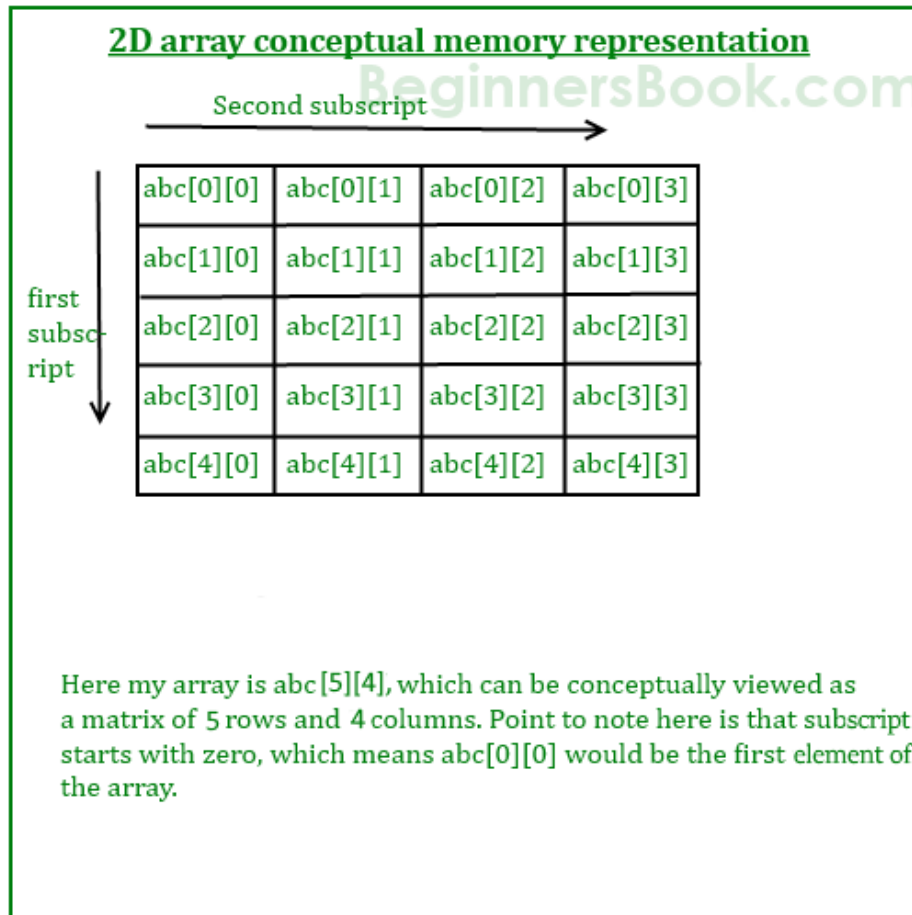 2D array conceptual memory representation
BeginnersBook.com
Second subscript
abc[0][0] abc[0][1] abc[0][2] abc[0][3]
abc[1][0] abc[1][1] abc[1][2] abc[1][3]
first
subsc-
ript
abc[2][0] abc[2][1] abc[2][2] abc[2][3]
abc[3][0] abc[3][1] abc[3][2] abc[3][3]
abc[4][0] abc[4][1] abc[4][2] abc[4][3]
Here my array is abc[5][4], which can be conceptually viewed as
a matrix of 5 rows and 4 columns. Point to note here is that subscript
starts with zero, which means abc[0][0] would be the first element of
the array.